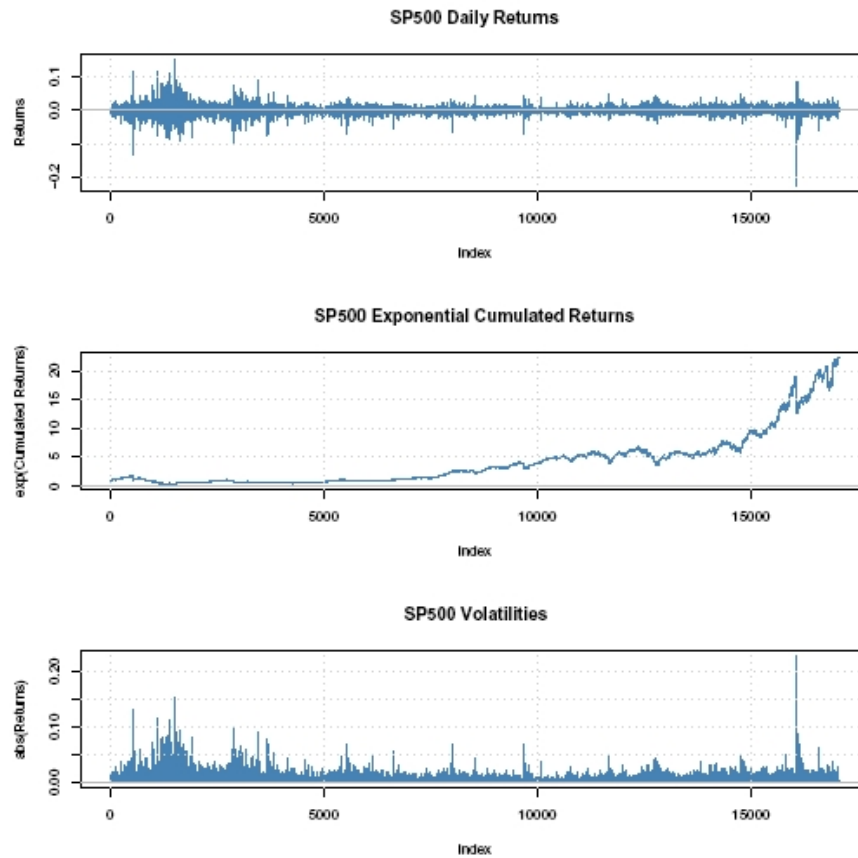 SP500 Daily Returns
Returns
0.1
0.0
-0.2
0 5000 10000 15000
Index
SP500 Exponential Cumulated Returns
exp(Cumulated Returns)
20
15
10
5
0
0 5000 10000 15000
Index
SP500 Volatilities
abs(Returns)
0.20
0.10
0.00
0 5000 10000 15000
Index